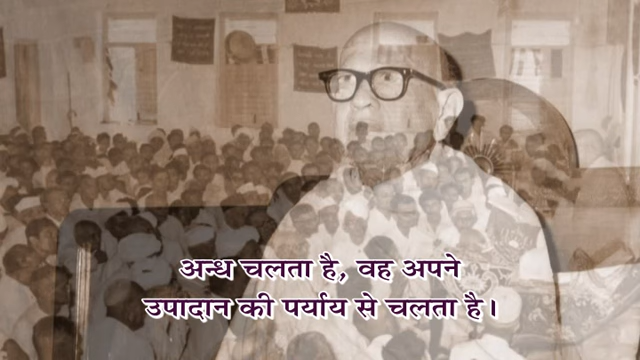 अन्ध चलता है, वह अपने
उपादान की पर्याय से चलता है।